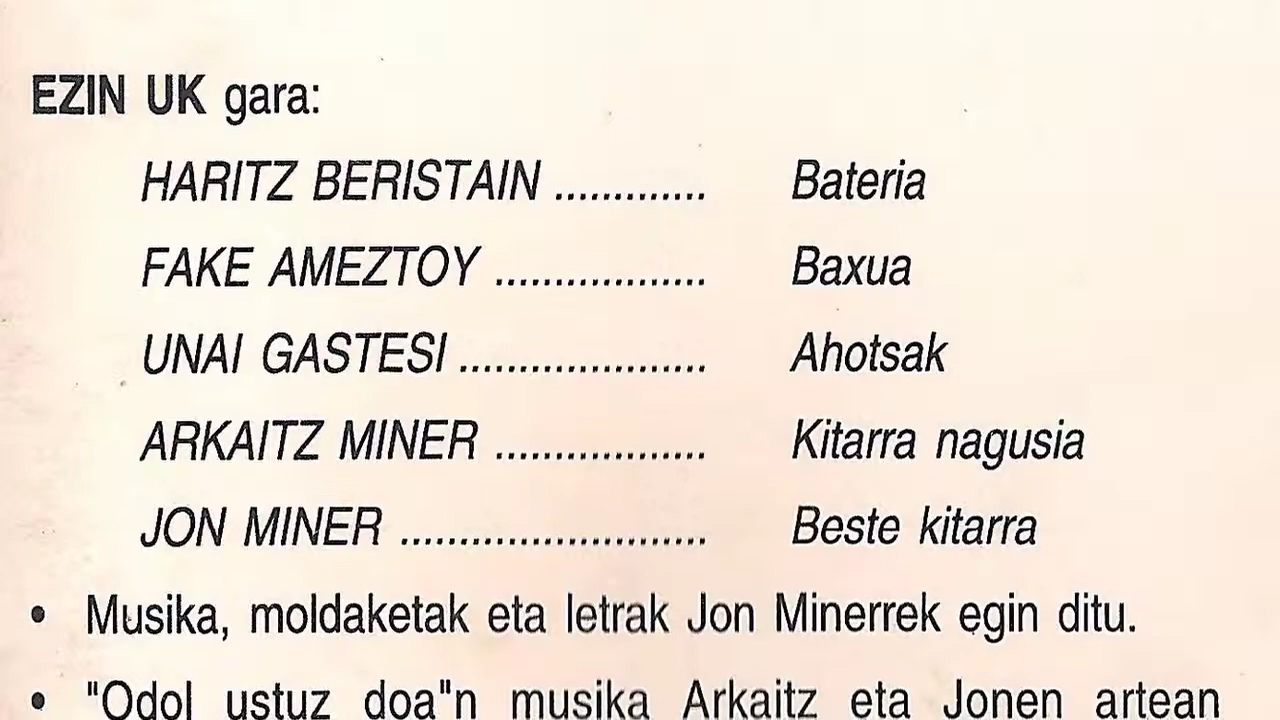 EZIN UK gara:
HARITZ BERISTAIN ............. Bateria
FAKE AMEZTOY .................. Baxua
UNAI GASTESI ..................... Ahotsak
ARKAITZ MINER .................. Kitarra nagusia
JON MINER .......................... Beste kitarra
• Musika, moldaketak eta letrak Jon Minerrek egin ditu.
• "Odol ustuz doa"n musika Arkaitz eta Jonen artean